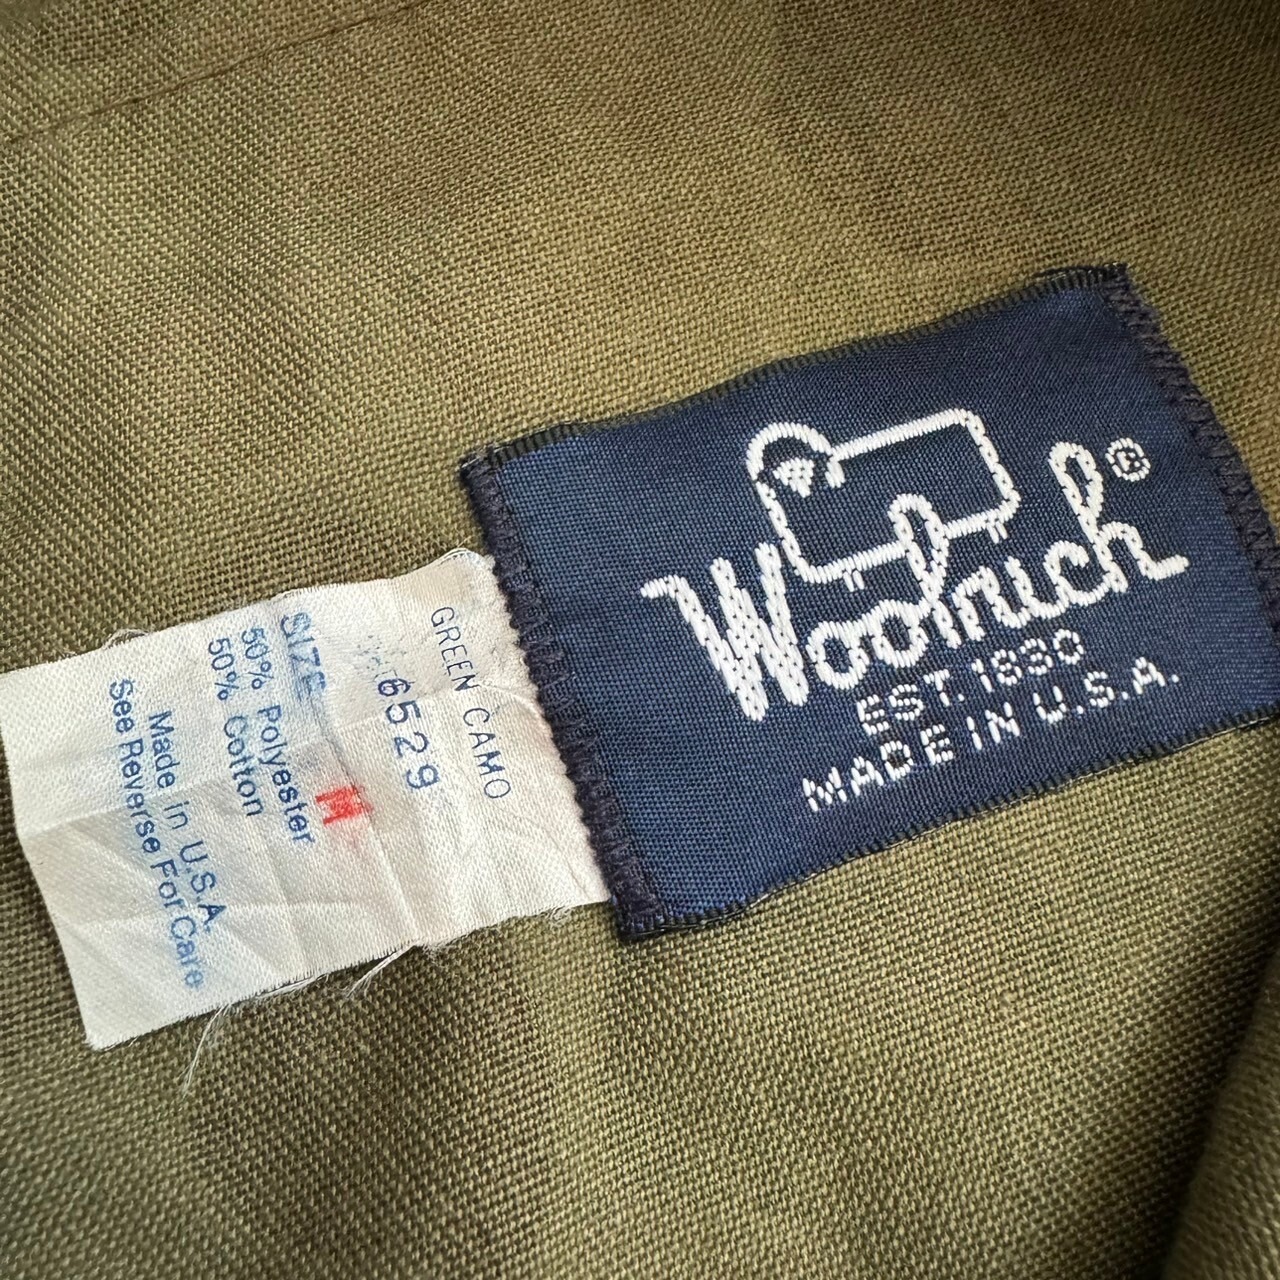 Woolrich®
EST. 1830
MADE IN U.S.A.
GREEN CAMO
6529
SIZE M
50% Polyester
50% Cotton
Made in U.S.A.
See Reverse For Care